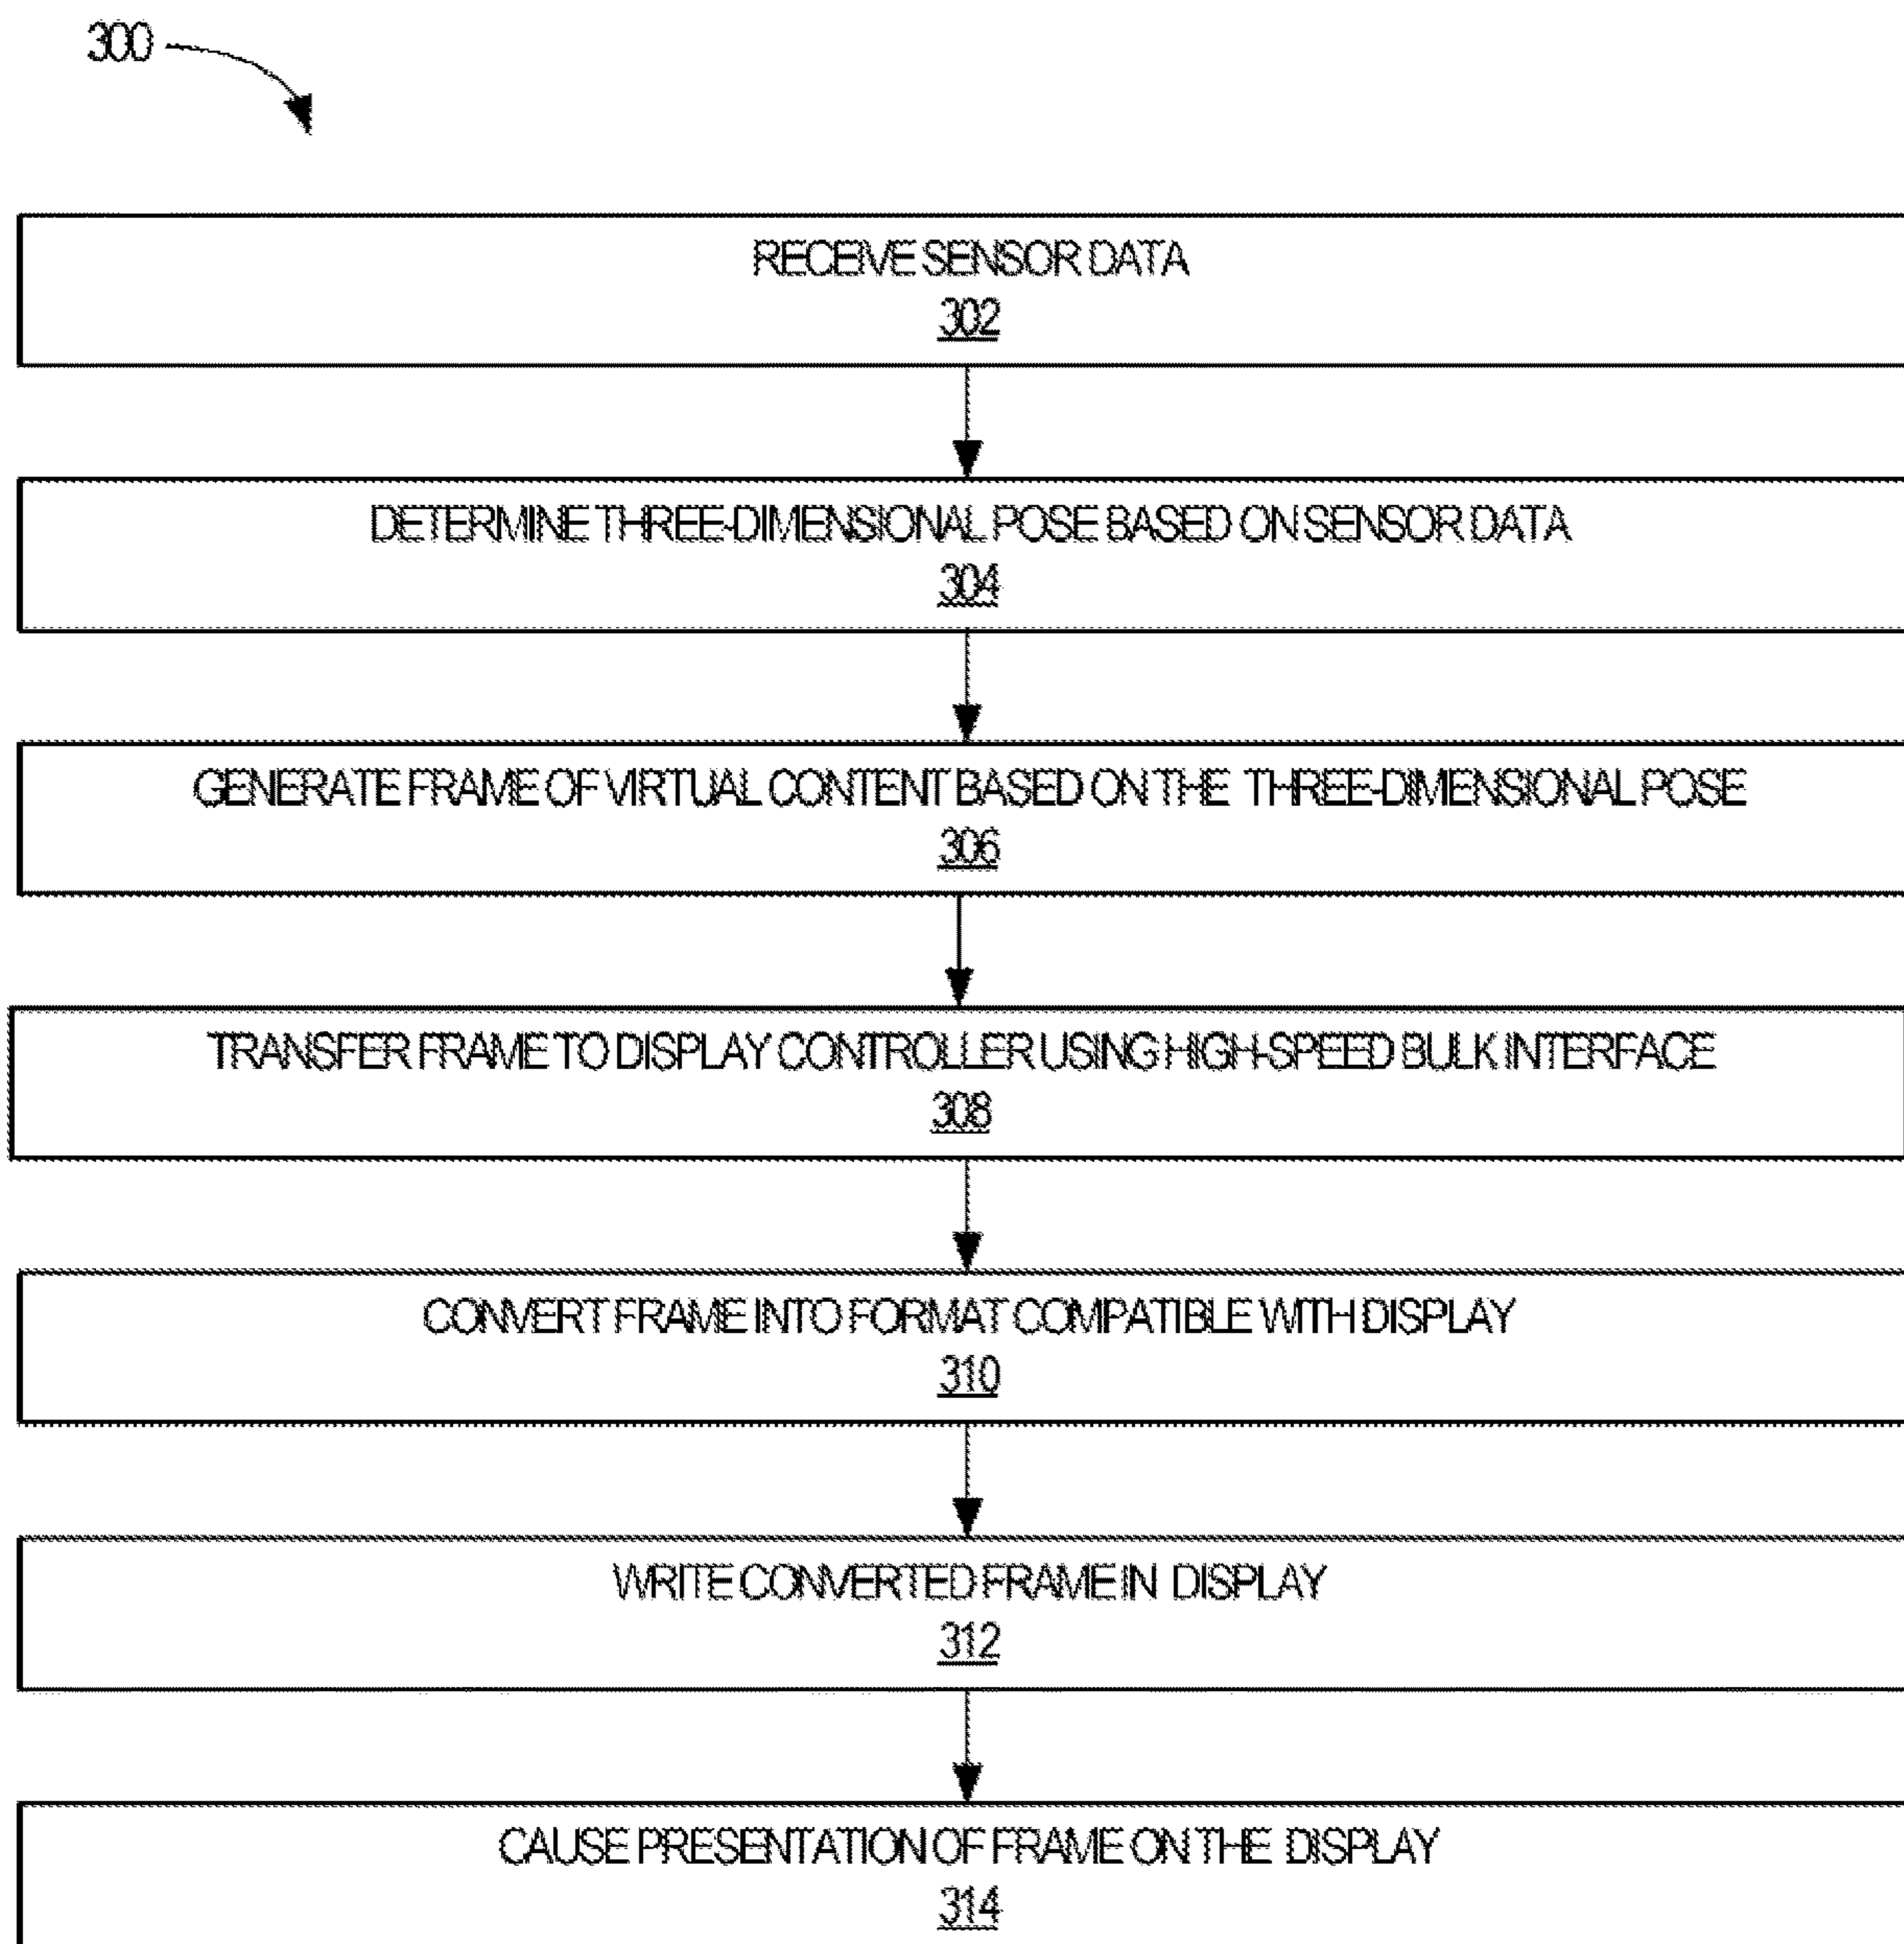 300
RECEIVE SENSOR DATA
302
DETERMINE THREE-DIMENSIONAL POSE BASED ON SENSOR DATA
304
GENERATE FRAME OF VIRTUAL CONTENT BASED ON THE THREE-DIMENSIONAL POSE
306
TRANSFER FRAME TO DISPLAY CONTROLLER USING HIGH-SPEED BULK INTERFACE
308
CONVERT FRAME INTO FORMAT COMPATIBLE WITH DISPLAY
310
WRITE CONVERTED FRAME IN DISPLAY
312
CAUSE PRESENTATION OF FRAME ON THE DISPLAY
314